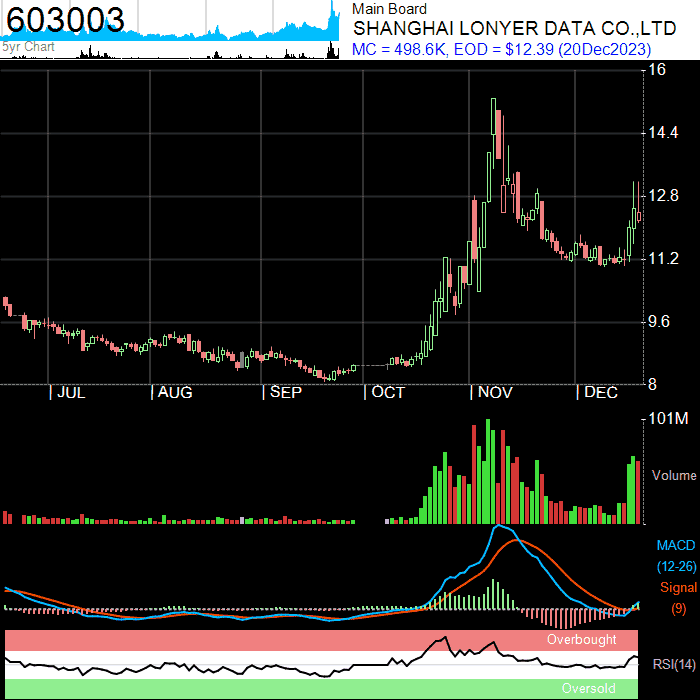 603003
5yr Chart
Main Board
SHANGHAI LONYER DATA CO.,LTD
MC = 498.6K, EOD = $12.39 (20Dec2023)
16
14.4
12.8
11.2
9.6
8
JUL AUG SEP OCT NOV DEC
101M
Volume
MACD
(12-26)
Signal
(9)
Overbought
RSI(14)
Oversold